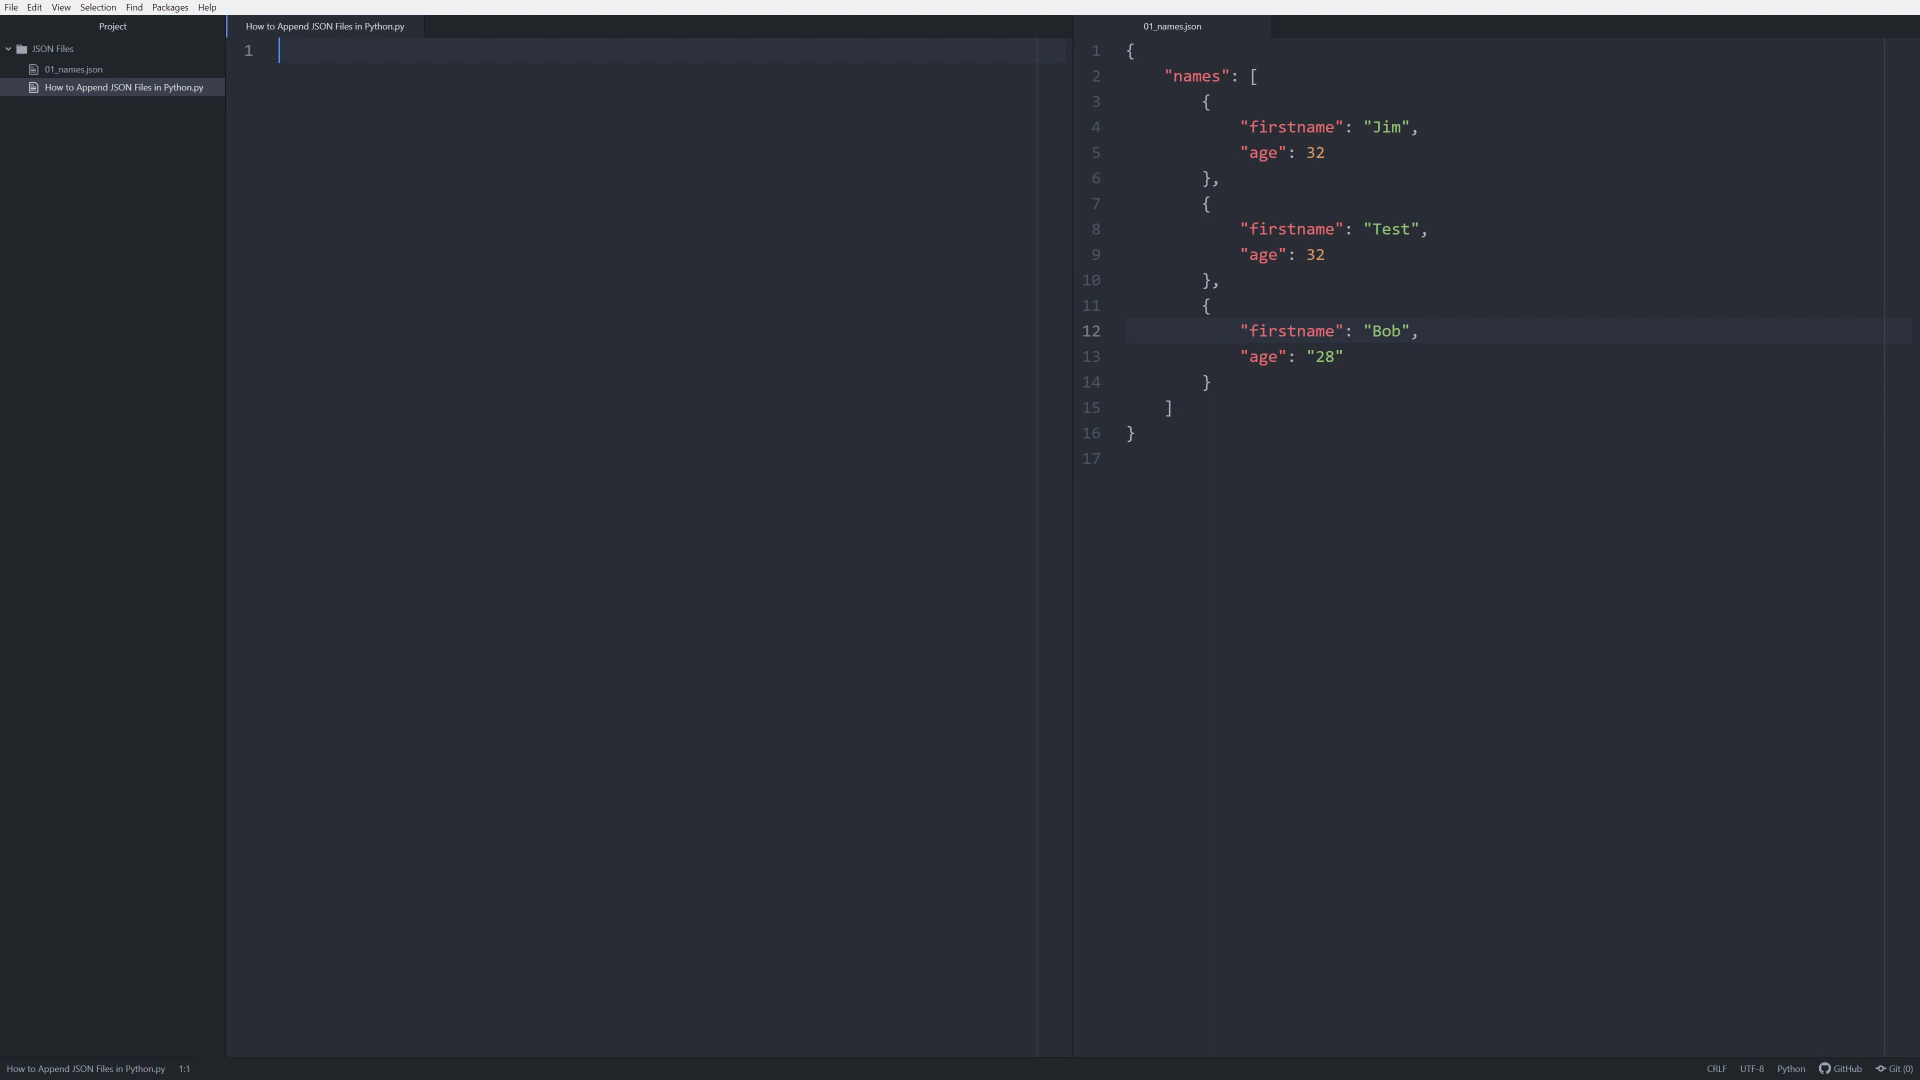 File Edit View Selection Find Packages Help
Project
JSON Files
01_names.json
How to Append JSON Files in Python.py
How to Append JSON Files in Python.py
1
01_names.json
1 {
2 "names": [
3 {
4 "firstname": "Jim",
5 "age": 32
6 },
7 {
8 "firstname": "Test",
9 "age": 32
10 },
11 {
12 "firstname": "Bob",
13 "age": "28"
14 }
15 ]
16 }
17
How to Append JSON Files in Python.py 1:1
CRLF UTF-8 Python GitHub Git (0)